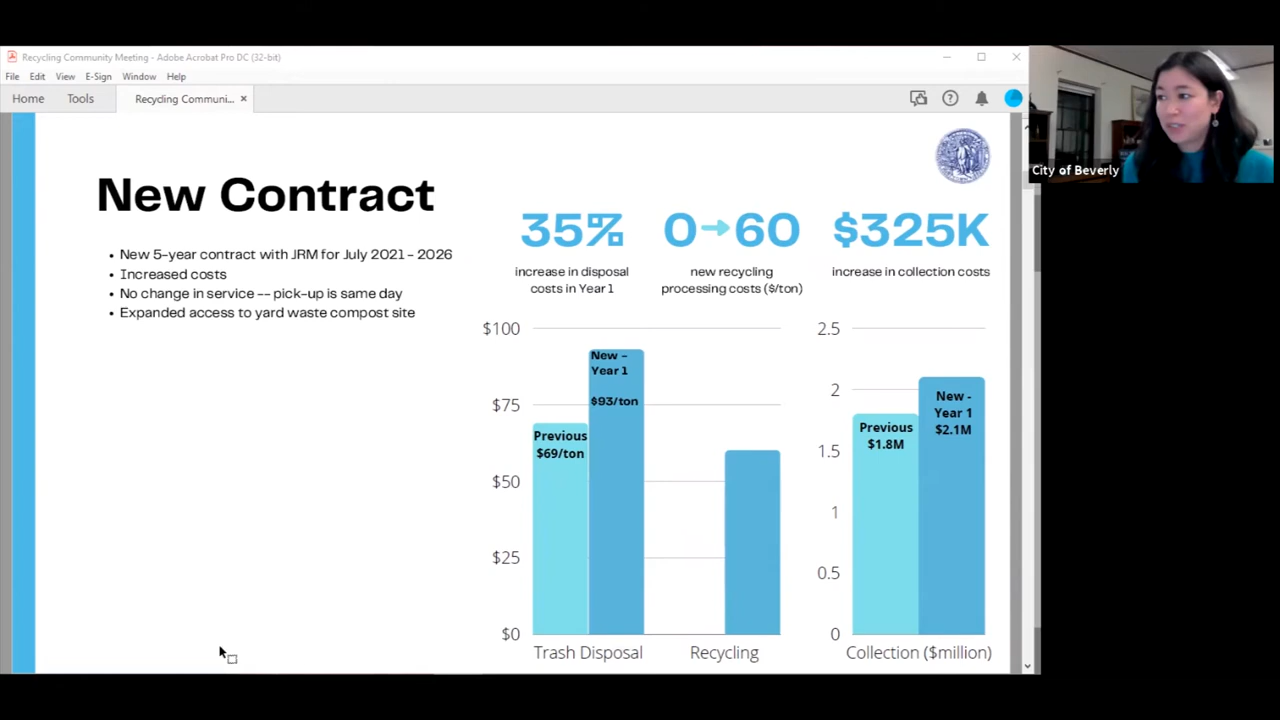 Recycling Community Meeting - Adobe Acrobat Pro DC (32-bit)
File Edit View E-Sign Window Help
Home Tools Recycling Communi... ×
City of Beverly
New Contract
• New 5-year contract with JRM for July 2021 - 2026
• Increased costs
• No change in service -- pick-up is same day
• Expanded access to yard waste compost site
35%
increase in disposal
costs in Year 1
0→60
new recycling
processing costs ($/ton)
$325K
increase in collection costs
$100
$75
$50
$25
$0
Previous
$69/ton
New -
Year 1
$93/ton
Trash Disposal
Recycling
2.5
2
1.5
1
0.5
0
Previous
$1.8M
New -
Year 1
$2.1M
Collection ($million)